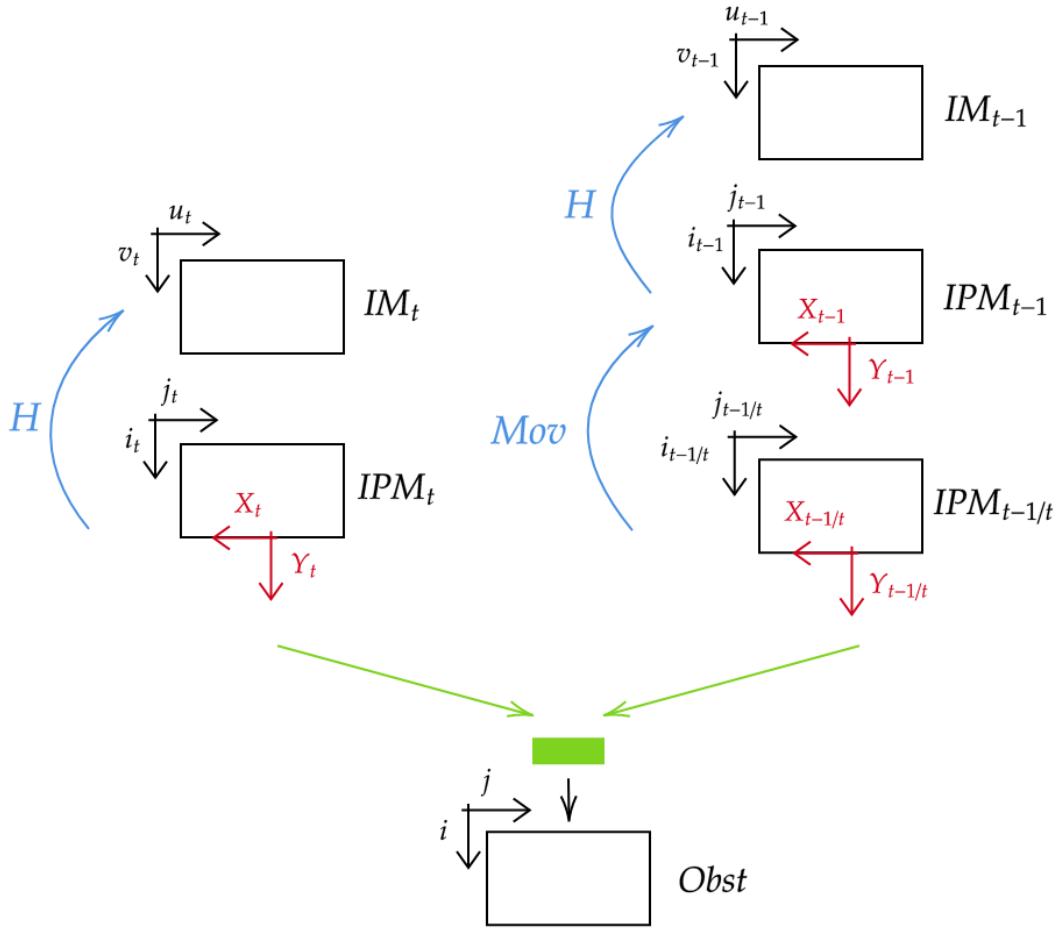 u_{t−1}
v_{t−1}
IM_{t−1}
H
j_{t−1}
i_{t−1}
IPM_{t−1}
X_{t−1}
Y_{t−1}
u_t
v_t
IM_t
H
j_t
i_t
IPM_t
X_t
Y_t
Mov
j_{t−1/t}
i_{t−1/t}
IPM_{t−1/t}
X_{t−1/t}
Y_{t−1/t}
j
i
Obst